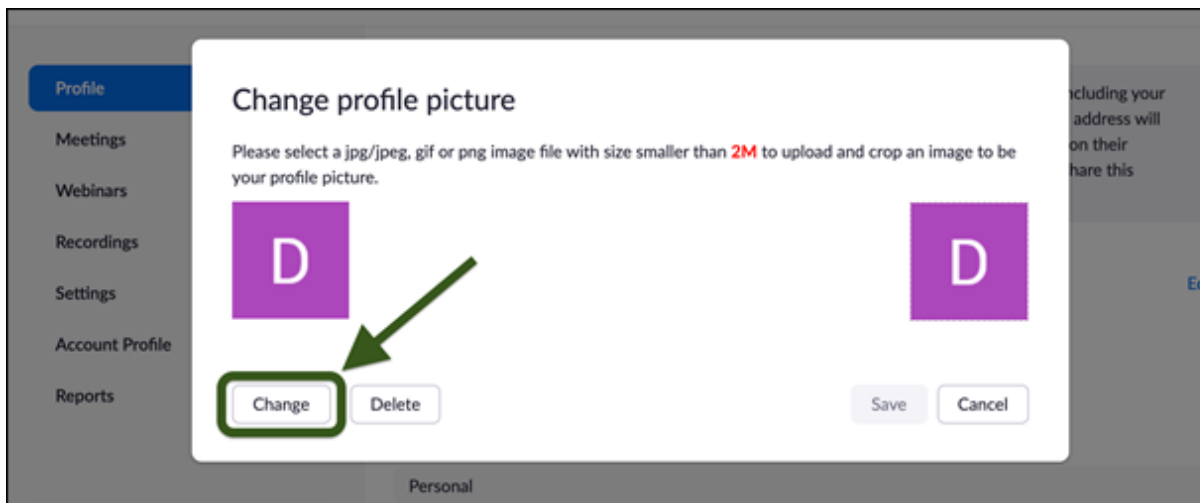 Profile
Meetings
Webinars
Recordings
Settings
Account Profile
Reports
Change profile picture
Please select a jpg/jpeg, gif or png image file with size smaller than 2M to upload and crop an image to be
your profile picture.
D
D
Change
Delete
Save
Cancel
including your
address will
on their
share this
Personal